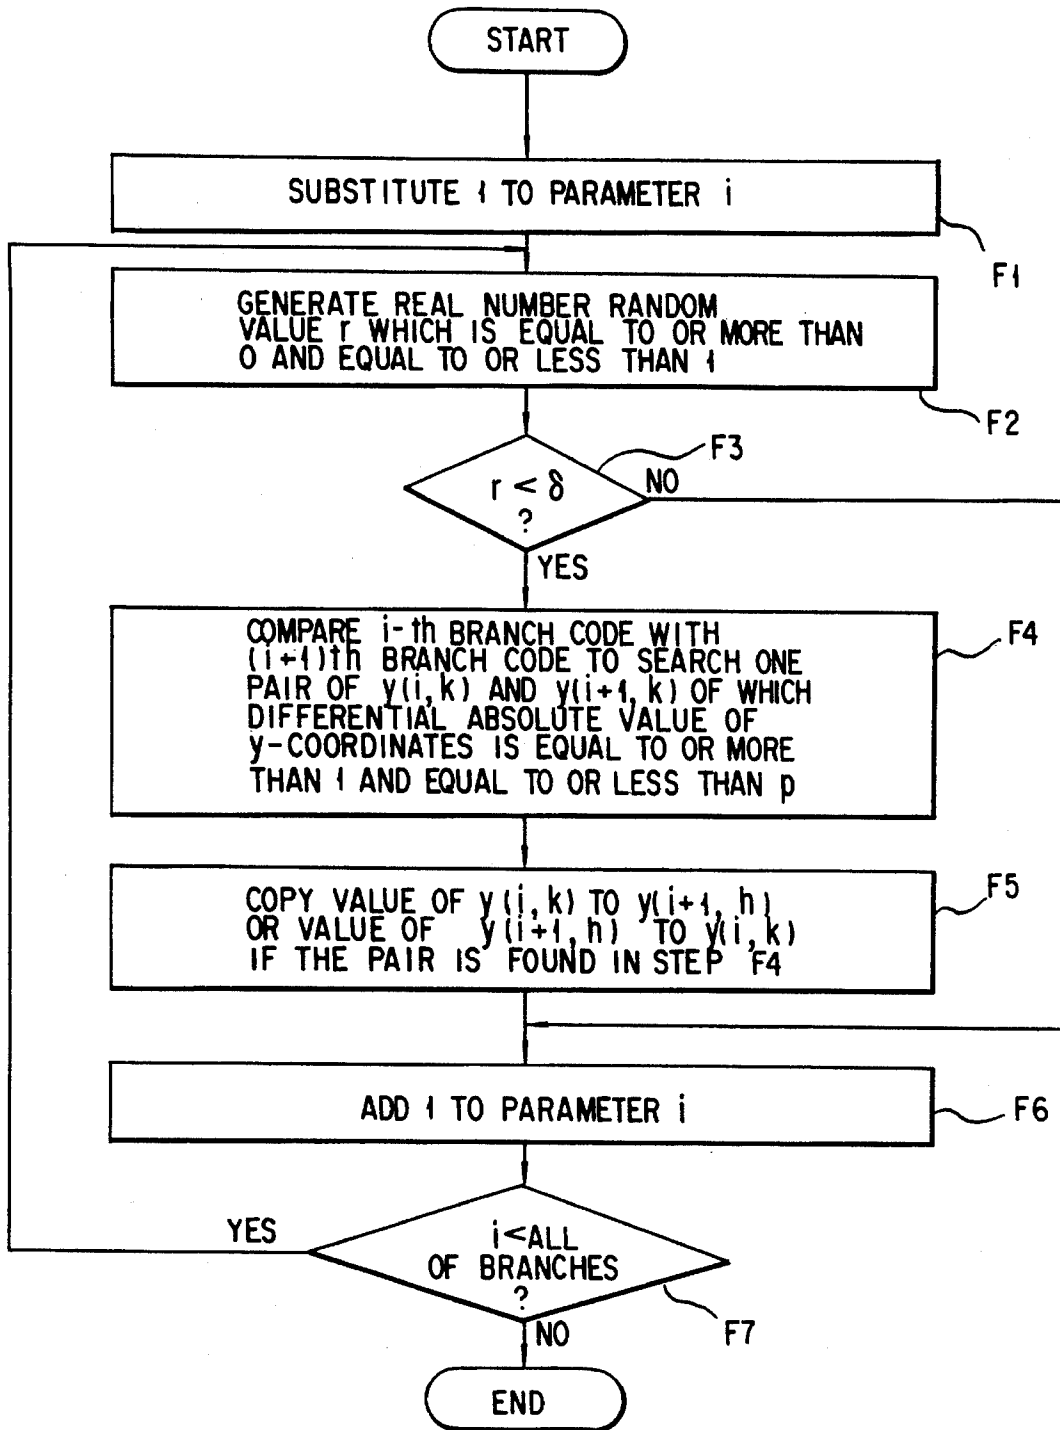 START
SUBSTITUTE 1 TO PARAMETER i
F1
GENERATE REAL NUMBER RANDOM
VALUE r WHICH IS EQUAL TO OR MORE THAN
0 AND EQUAL TO OR LESS THAN 1
F2
F3
r < δ
?
NO
YES
COMPARE i-th BRANCH CODE WITH
(i+1)th BRANCH CODE TO SEARCH ONE
PAIR OF y(i,k) AND y(i+1,k) OF WHICH
DIFFERENTIAL ABSOLUTE VALUE OF
y-COORDINATES IS EQUAL TO OR MORE
THAN 1 AND EQUAL TO OR LESS THAN p
F4
COPY VALUE OF y(i,k) TO y(i+1,h)
OR VALUE OF y(i+1,h) TO y(i,k)
IF THE PAIR IS FOUND IN STEP F4
F5
ADD 1 TO PARAMETER i
F6
YES
i<ALL
OF BRANCHES
?
F7
NO
END